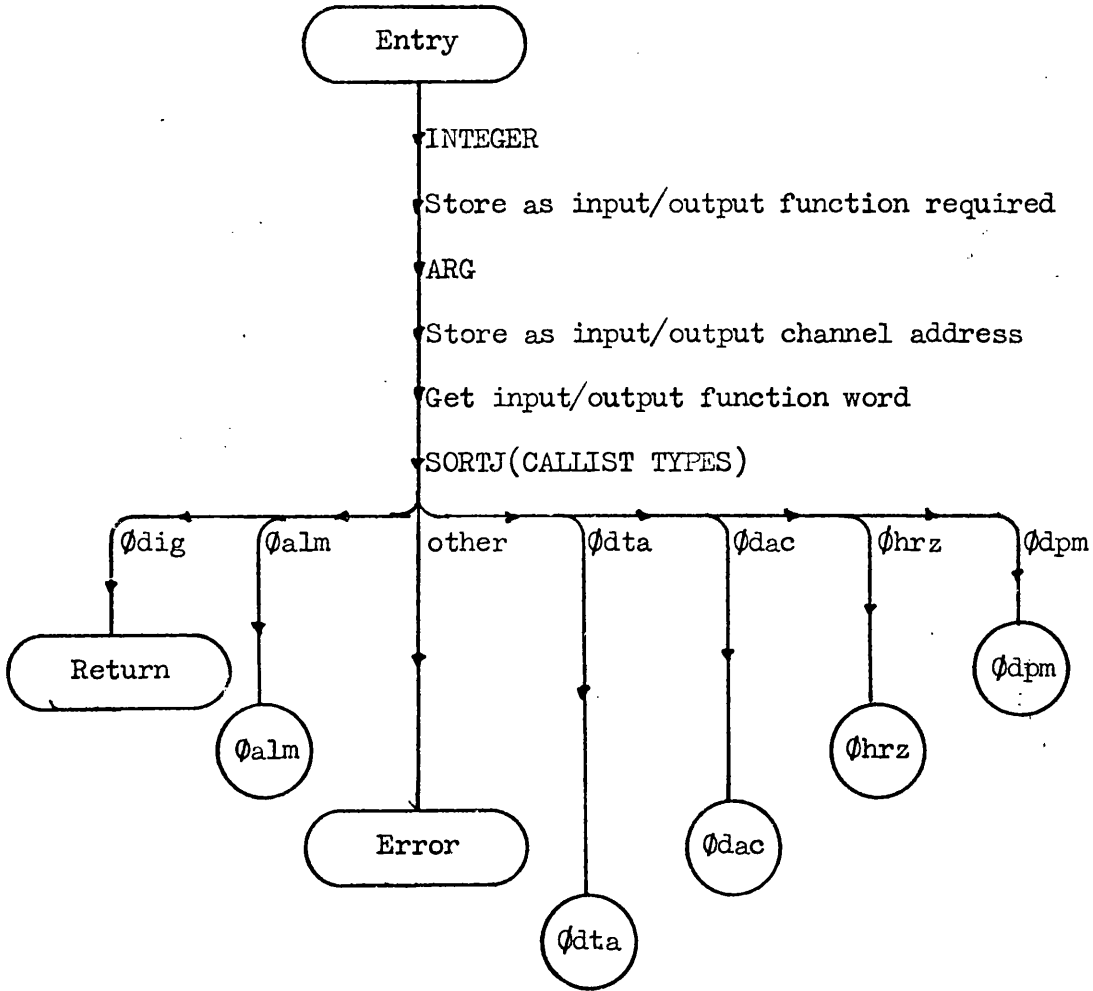 Entry
INTEGER
Store as input/output function required
ARG
Store as input/output channel address
Get input/output function word
SORTJ(CALLIST TYPES)
Ødig
Øalm
other
Ødta
Ødac
Øhrz
Ødpm
Return
Ødpm
Øalm
Øhrz
Error
Ødac
Ødta